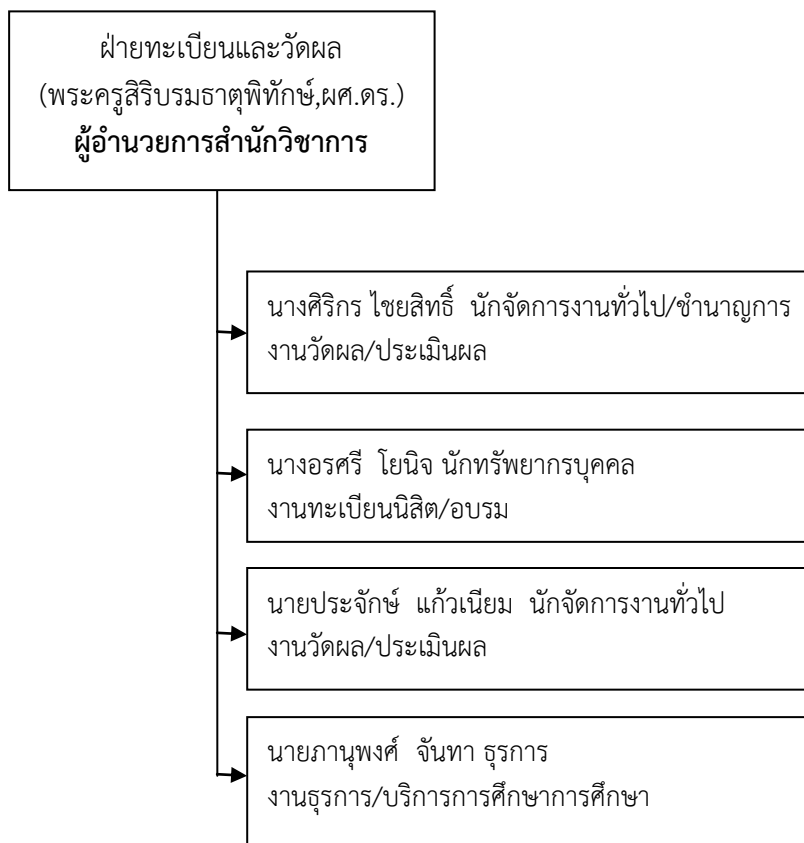 ฝ่ายทะเบียนและวัดผล
(พระครูสิริบรมธาตุพิทักษ์,ผศ.ดร.)
ผู้อำนวยการสำนักวิชาการ
นางศิริกร ไชยสิทธิ์ นักจัดการงานทั่วไป/ชำนาญการ
งานวัดผล/ประเมินผล
นางอรศรี โยนิจ นักทรัพยากรบุคคล
งานทะเบียนนิสิต/อบรม
นายประจักษ์ แก้วเนียม นักจัดการงานทั่วไป
งานวัดผล/ประเมินผล
นายภานุพงศ์ จันทา ธุรการ
งานธุรการ/บริการการศึกษาการศึกษา